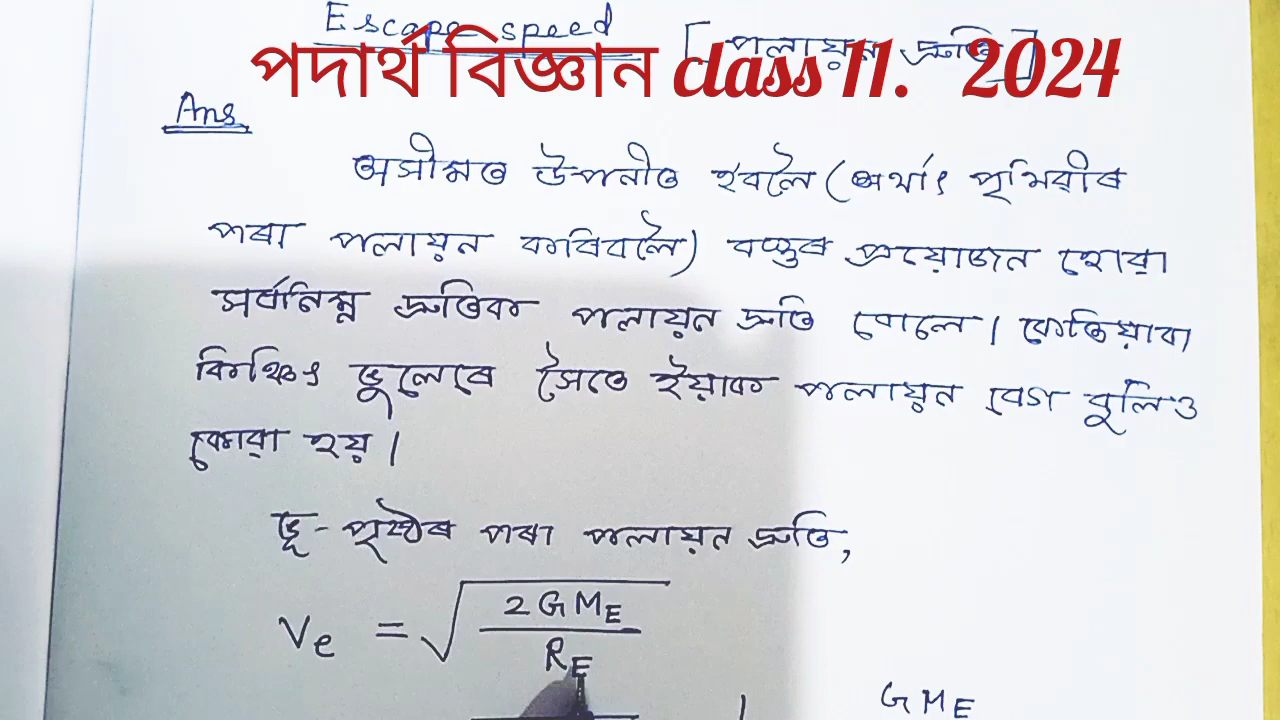 Escape speed [পলায়ন দ্ৰুতি]
পদাৰ্থ বিজ্ঞান class 11. 2024
Ans
অসীমত উপনীত হ'বলৈ (অৰ্থাৎ পৃথিৱীৰ
পৰা পলায়ন কৰিবলৈ) বস্তুৰ প্ৰয়োজন হোৱা
সৰ্বনিম্ন দ্ৰুতিক পলায়ন দ্ৰুতি বোলে। কেতিয়াবা
কিঞ্চিৎ ভুলেৰে সৈতে ইয়াক পলায়ন বেগ বুলিও
কোৱা হয়।
ভূ-পৃষ্ঠৰ পৰা পলায়ন দ্ৰুতি,
Ve = √(2GME / RE)
GME